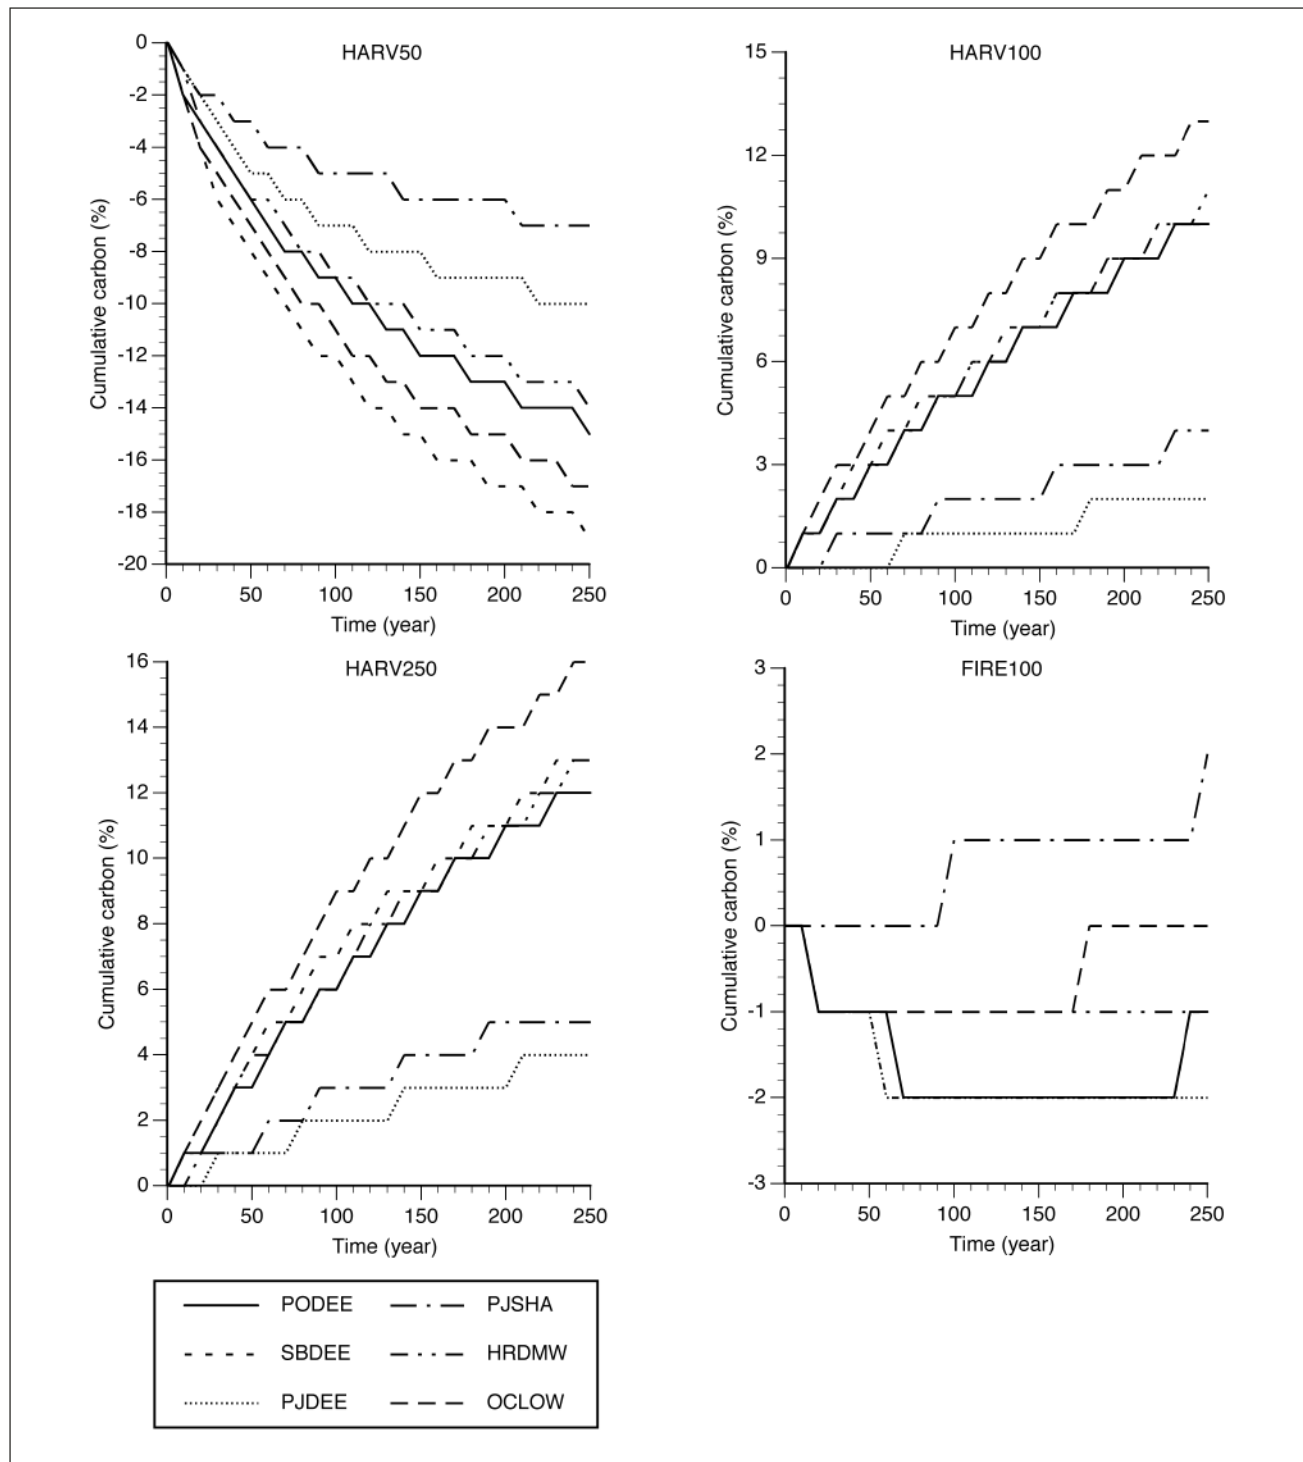 HARV50
0
-2
-4
-6
-8
-10
-12
-14
-16
-18
-20
Cumulative carbon (%)
0 50 100 150 200 250
Time (year)
HARV100
15
12
9
6
3
0
Cumulative carbon (%)
0 50 100 150 200 250
Time (year)
HARV250
16
14
12
10
8
6
4
2
0
Cumulative carbon (%)
0 50 100 150 200 250
Time (year)
FIRE100
3
2
1
0
-1
-2
-3
Cumulative carbon (%)
0 50 100 150 200 250
Time (year)
PODEE PJSHA
SBDEE HRDMW
PJDEE OCLOW